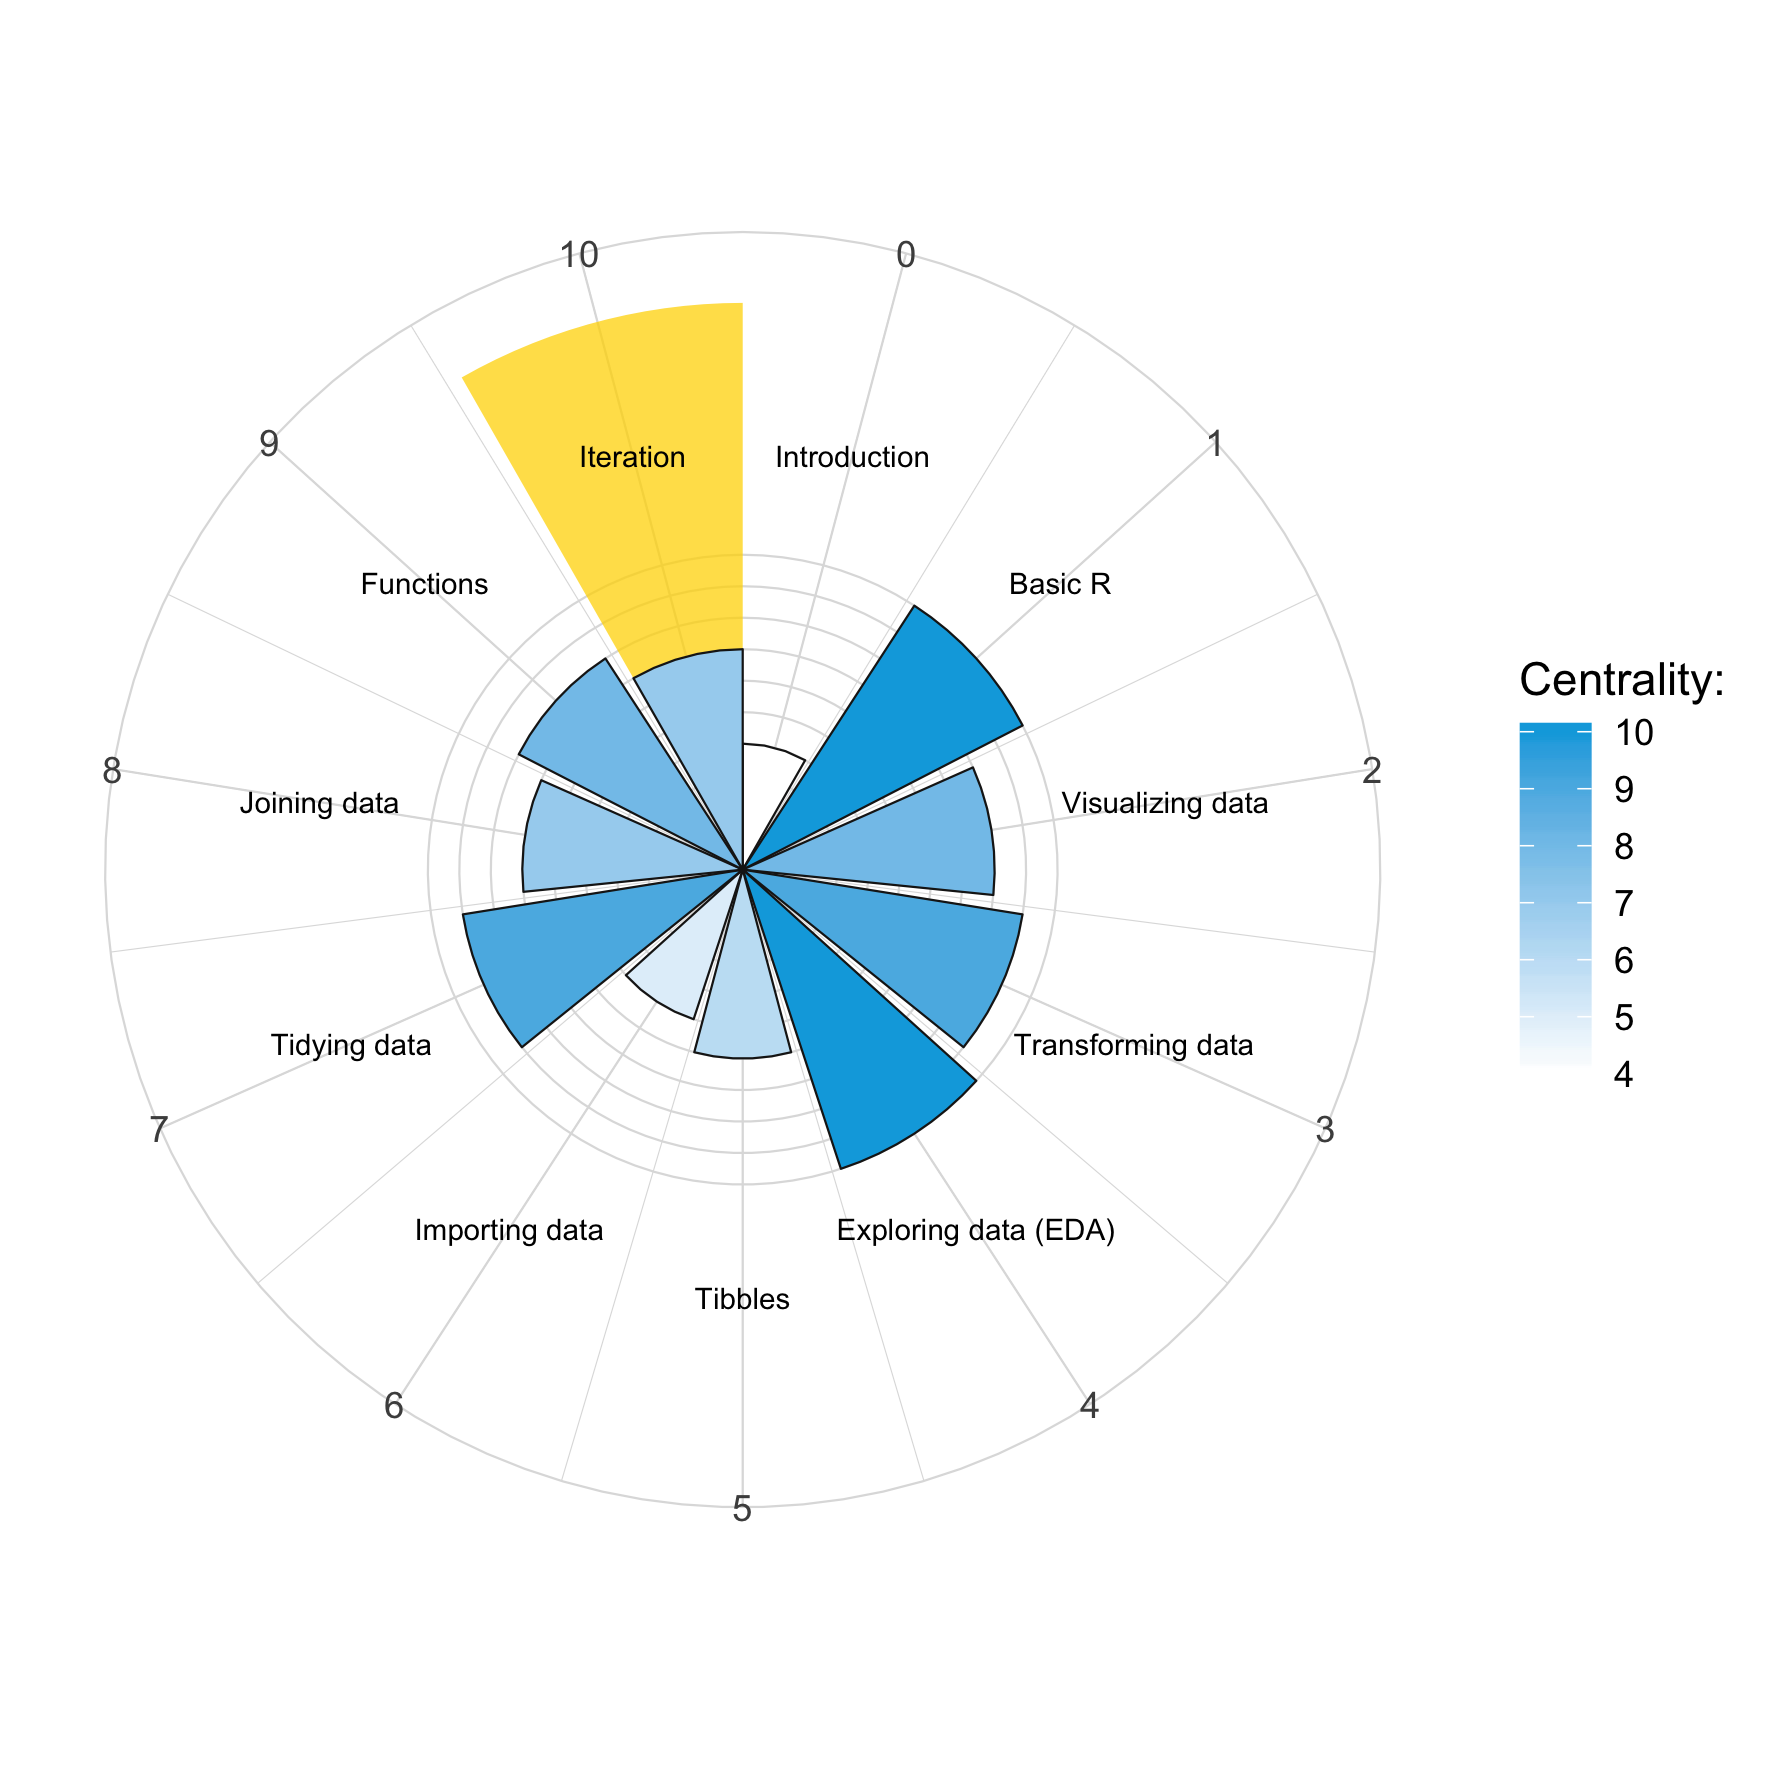 10
0
Iteration
Introduction
9
1
Functions
Basic R
8
2
Joining data
Visualizing data
Tidying data
Transforming data
7
3
Importing data
Exploring data (EDA)
Tibbles
6
4
5
Centrality:
10
9
8
7
6
5
4